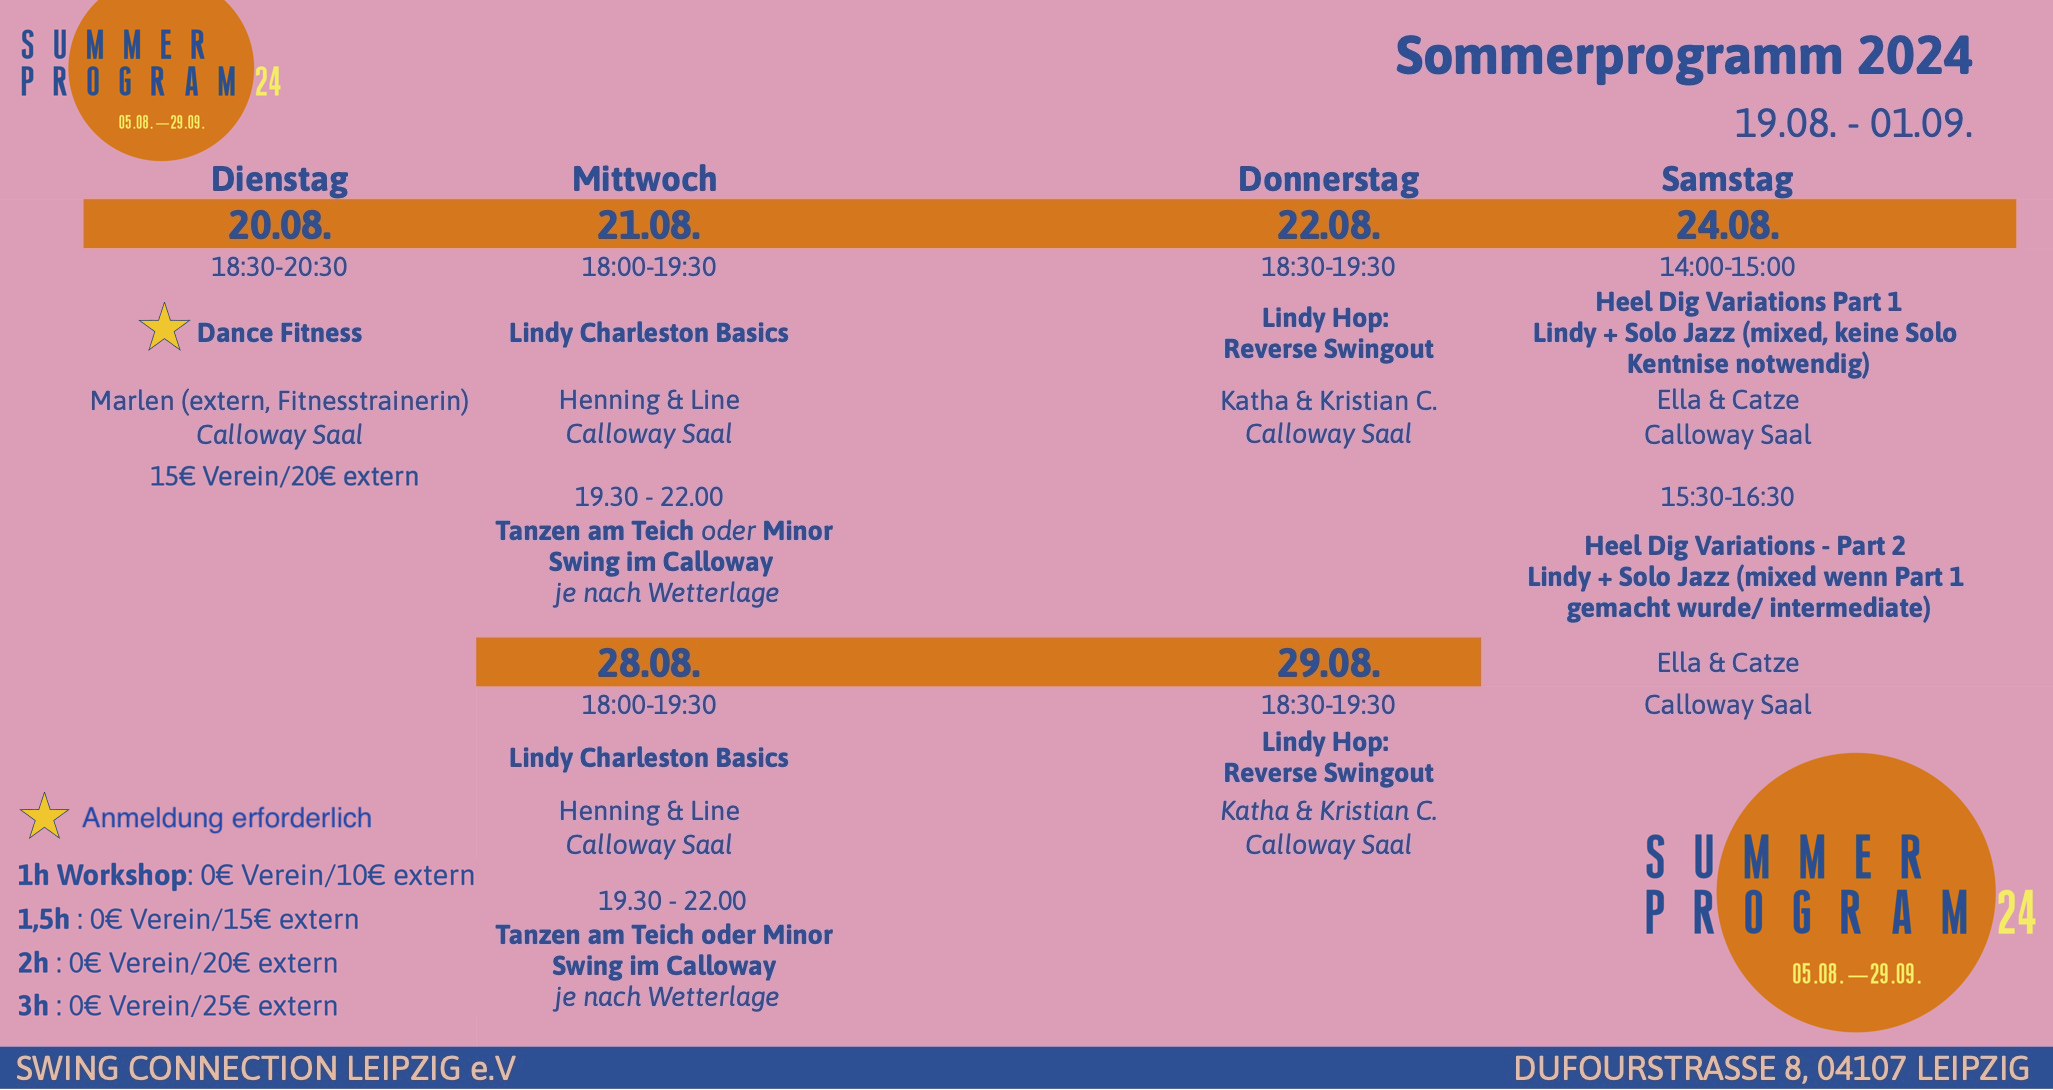 SUMMER
PROGRAM 24
05.08.—29.09.
Sommerprogramm 2024
19.08. - 01.09.
Dienstag
20.08.
18:30-20:30
Dance Fitness
Marlen (extern, Fitnesstrainerin)
Calloway Saal
15€ Verein/20€ extern
Mittwoch
21.08.
18:00-19:30
Lindy Charleston Basics
Henning & Line
Calloway Saal
19.30 - 22.00
Tanzen am Teich oder Minor
Swing im Calloway
je nach Wetterlage
Donnerstag
22.08.
18:30-19:30
Lindy Hop:
Reverse Swingout
Katha & Kristian C.
Calloway Saal
Samstag
24.08.
14:00-15:00
Heel Dig Variations Part 1
Lindy + Solo Jazz (mixed, keine Solo
Kentnise notwendig)
Ella & Catze
Calloway Saal
15:30-16:30
Heel Dig Variations - Part 2
Lindy + Solo Jazz (mixed wenn Part 1
gemacht wurde/ intermediate)
Ella & Catze
Calloway Saal
28.08.
18:00-19:30
Lindy Charleston Basics
Henning & Line
Calloway Saal
19.30 - 22.00
Tanzen am Teich oder Minor
Swing im Calloway
je nach Wetterlage
29.08.
18:30-19:30
Lindy Hop:
Reverse Swingout
Katha & Kristian C.
Calloway Saal
Anmeldung erforderlich
1h Workshop: 0€ Verein/10€ extern
1,5h : 0€ Verein/15€ extern
2h : 0€ Verein/20€ extern
3h : 0€ Verein/25€ extern
SUMMER
PROGRAM 24
05.08.—29.09.
SWING CONNECTION LEIPZIG e.V
DUFOURSTRASSE 8, 04107 LEIPZIG